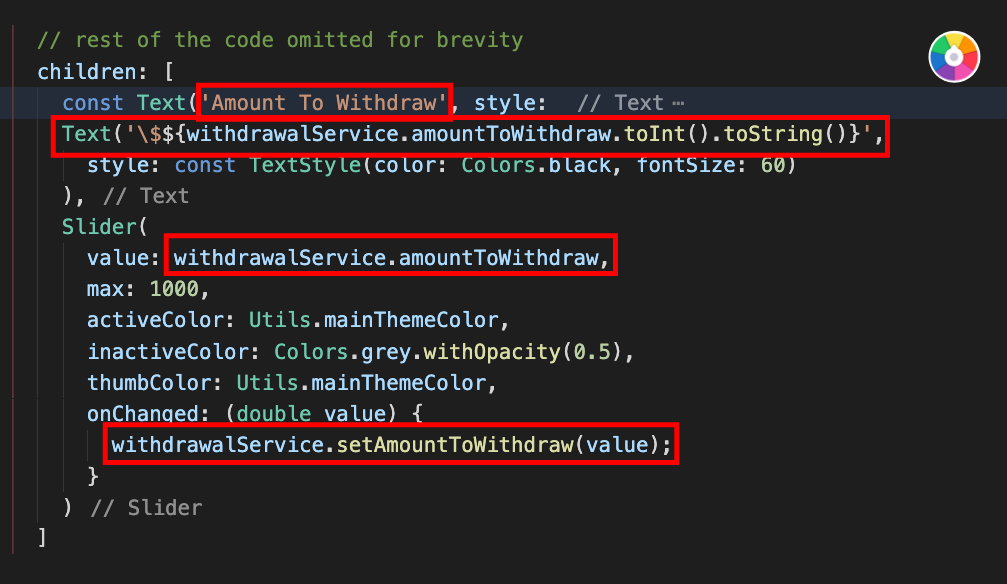 // rest of the code omitted for brevity
children: [
const Text('Amount To Withdraw', style: // Text ⋯
Text('\$${withdrawalService.amountToWithdraw.toInt().toString()}',
style: const TextStyle(color: Colors.black, fontSize: 60)
), // Text
Slider(
value: withdrawalService.amountToWithdraw,
max: 1000,
activeColor: Utils.mainThemeColor,
inactiveColor: Colors.grey.withOpacity(0.5),
thumbColor: Utils.mainThemeColor,
onChanged: (double value) {
withdrawalService.setAmountToWithdraw(value);
}
) // Slider
]